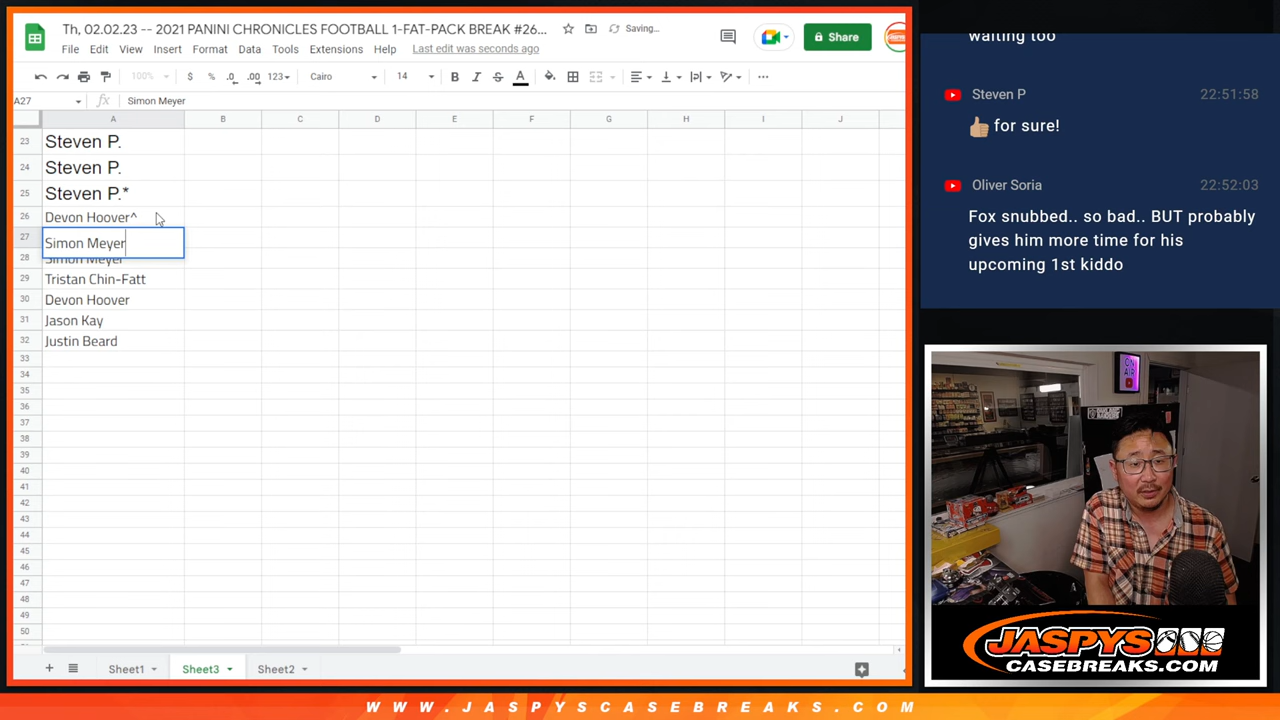 Th, 02.02.23 -- 2021 PANINI CHRONICLES FOOTBALL 1-FAT-PACK BREAK #26...
Saving...
Share
File Edit View Insert Format Data Tools Extensions Help Last edit was seconds ago
100% $ % .0 .00 123 Cairo 14 B I S A
A27 fx Simon Meyer
A B C D E F G H I J
23 Steven P.
24 Steven P.
25 Steven P.*
26 Devon Hoover^
27 Simon Meyer
28 Simon Meyer
29 Tristan Chin-Fatt
30 Devon Hoover
31 Jason Kay
32 Justin Beard
33
34
35
36
37
38
39
40
41
42
43
44
45
46
47
48
49
50
Sheet1 Sheet3 Sheet2
waiting too
Steven P 22:51:58
for sure!
Oliver Soria 22:52:03
Fox snubbed.. so bad.. BUT probably
gives him more time for his
upcoming 1st kiddo
ON
AIR
JASPYS
CASEBREAKS.COM
WWW.JASPYSCASEBREAKS.COM